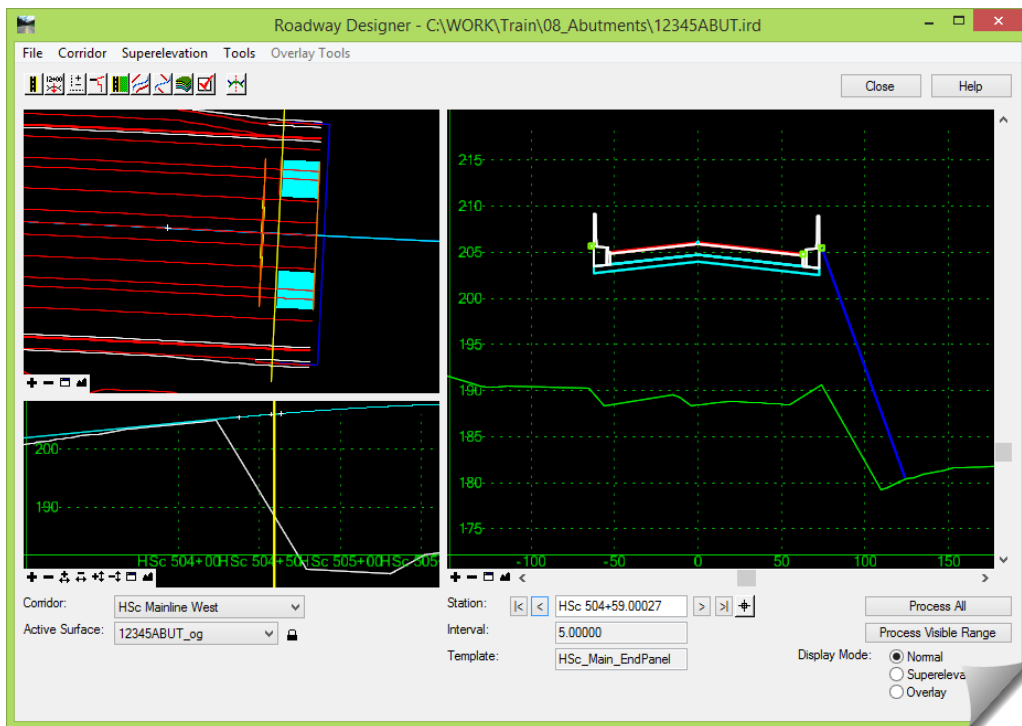 Roadway Designer - C:\WORK\Train\08_Abutments\12345ABUT.ird
File Corridor Superelevation Tools Overlay Tools
Close Help
215
210
205
200
195
190
185
180
175
-100 -50 0 50 100 150
200
190
HSc 504+00 HSc 504+50 HSc 505+00 HSc 505
Corridor: HSc Mainline West
Active Surface: 12345ABUT_og
Station: HSc 504+59.00027
Interval: 5.00000
Template: HSc_Main_EndPanel
Process All
Process Visible Range
Display Mode: Normal
Supereleva
Overlay